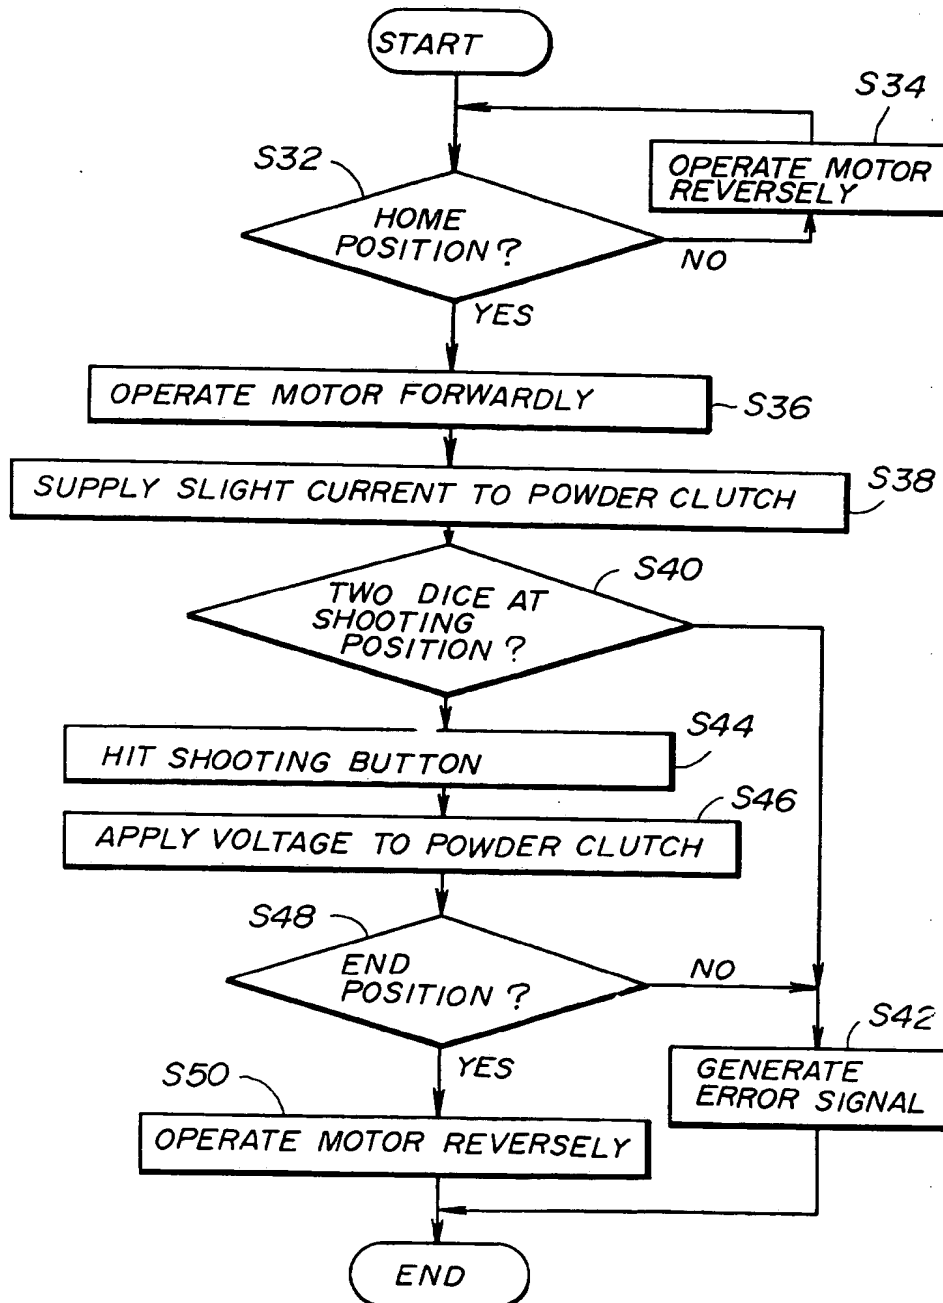 START
S34
OPERATE MOTOR
REVERSELY
S32
HOME
POSITION?
NO
YES
OPERATE MOTOR FORWARDLY
S36
SUPPLY SLIGHT CURRENT TO POWDER CLUTCH
S38
S40
TWO DICE AT
SHOOTING
POSITION?
S44
HIT SHOOTING BUTTON
S46
APPLY VOLTAGE TO POWDER CLUTCH
S48
END
POSITION?
NO
YES
S42
GENERATE
ERROR SIGNAL
S50
OPERATE MOTOR REVERSELY
END